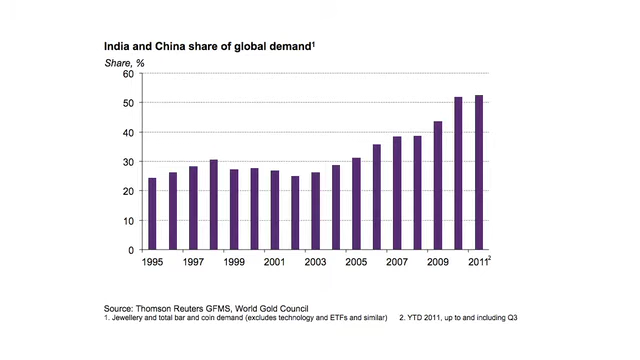 India and China share of global demand1
Share, %
60
50
40
30
20
10
0
1995 1997 1999 2001 2003 2005 2007 2009 2011²
Source: Thomson Reuters GFMS, World Gold Council
1. Jewellery and total bar and coin demand (excludes technology and ETFs and similar) 2. YTD 2011, up to and including Q3